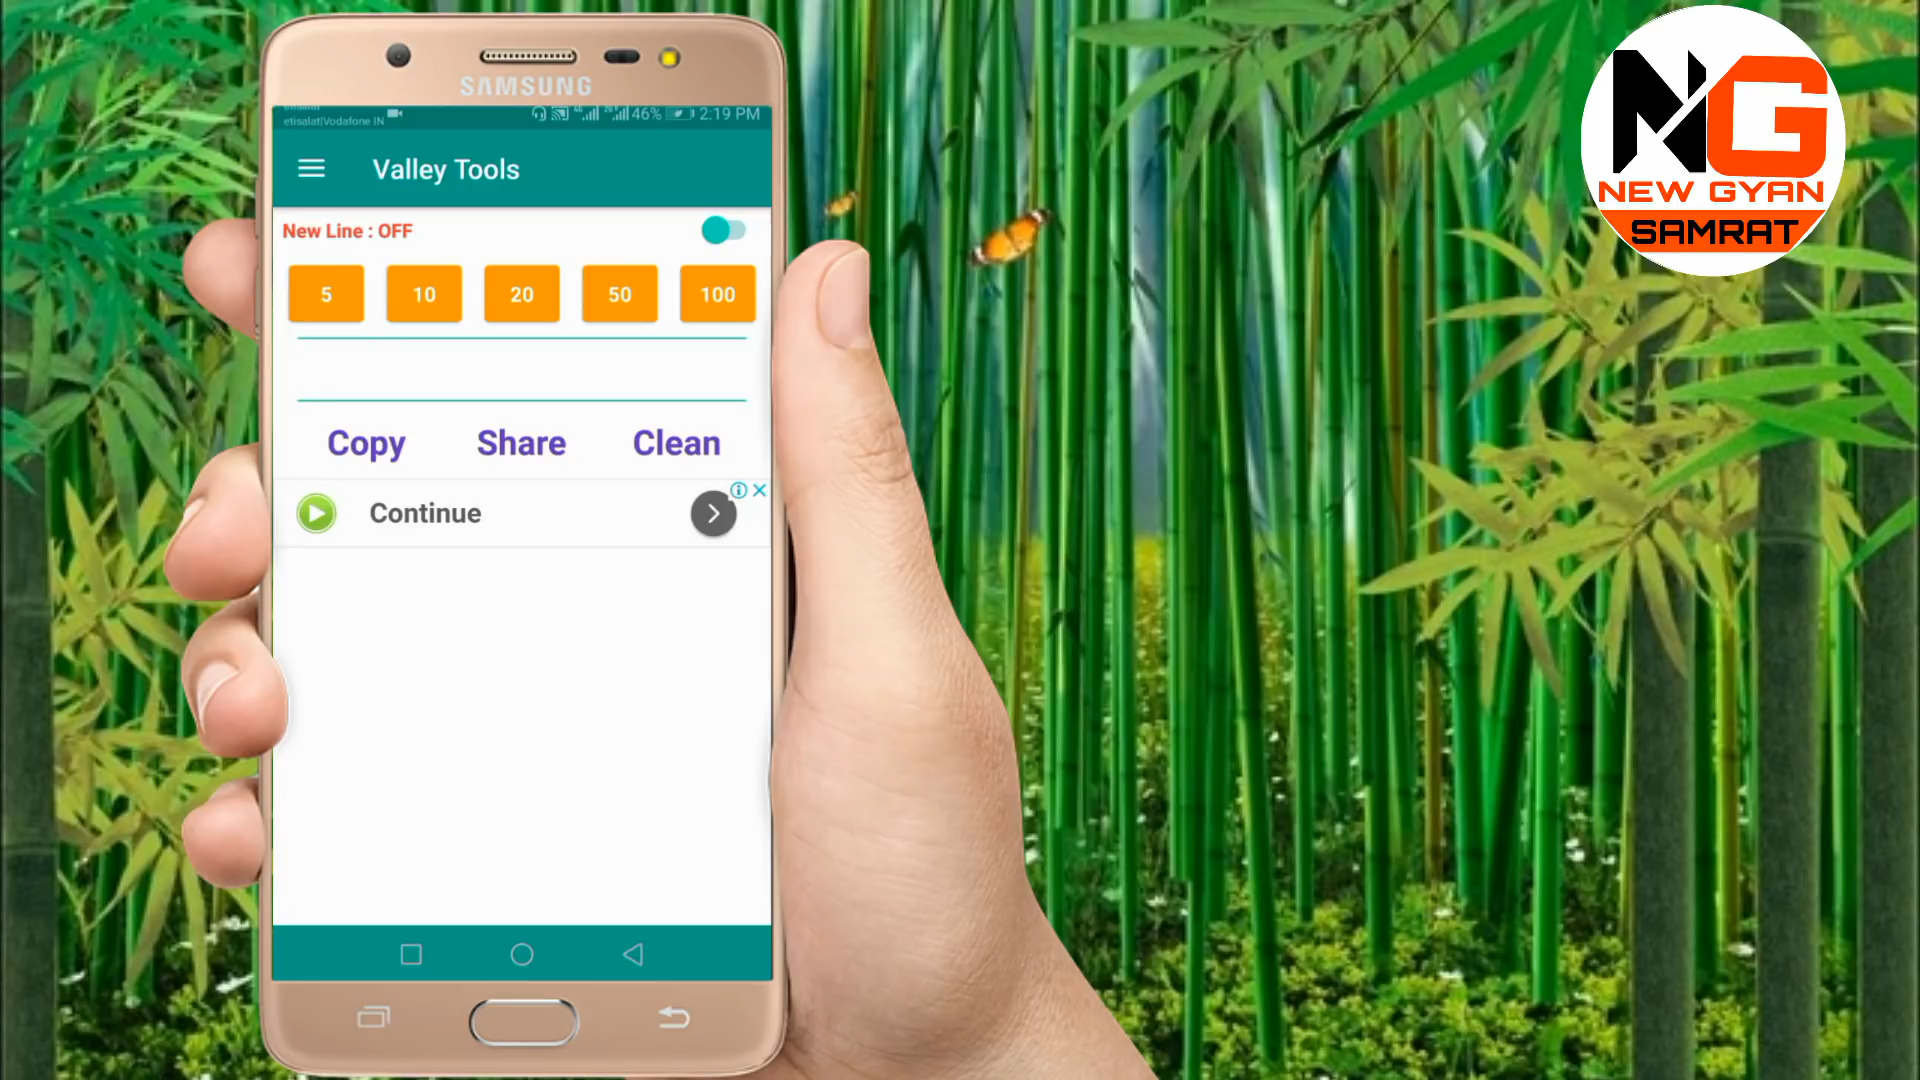 SAMSUNG
etisalat|Vodafone IN 46% 2:19 PM
Valley Tools
New Line : OFF
5 10 20 50 100
Copy Share Clean
Continue
NG
NEW GYAN
SAMRAT